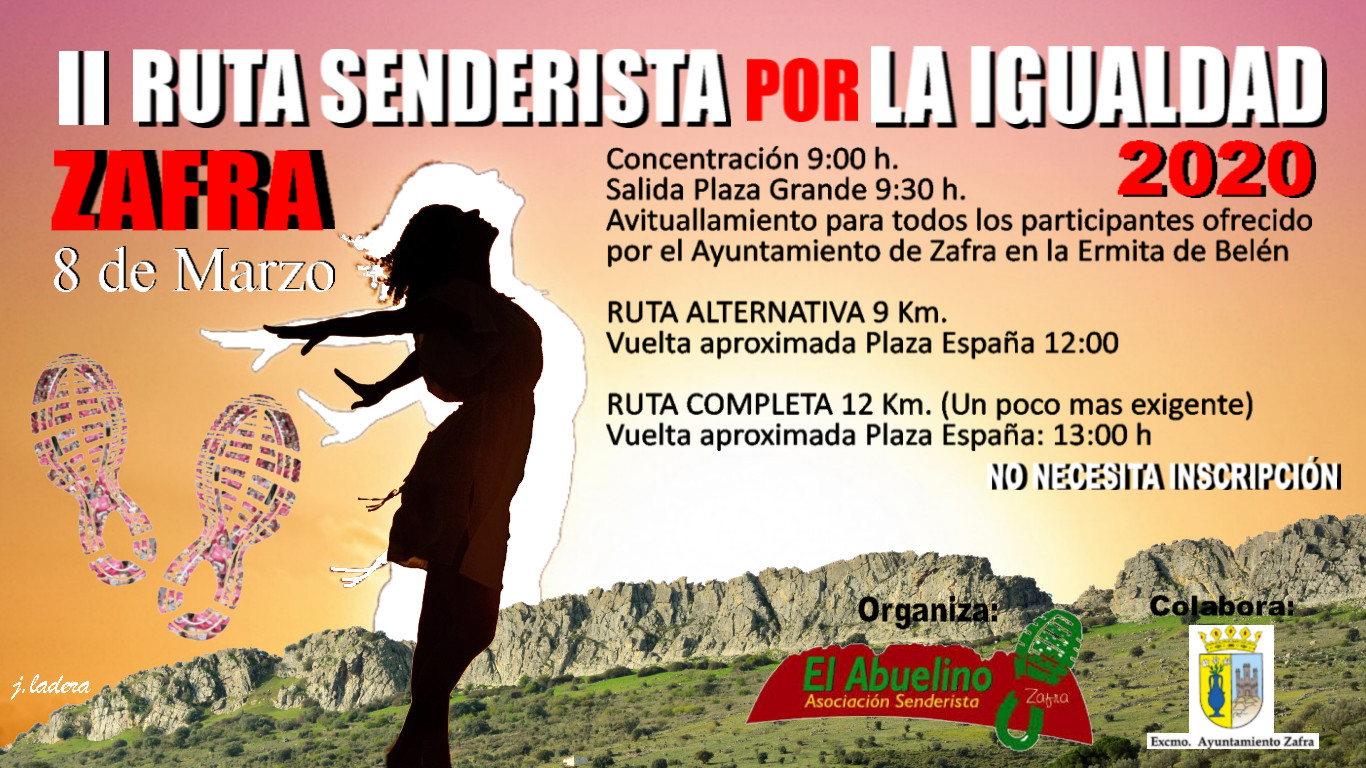 II RUTA SENDERISTA POR LA IGUALDAD
ZAFRA
2020
8 de Marzo
Concentración 9:00 h.
Salida Plaza Grande 9:30 h.
Avituallamiento para todos los participantes ofrecido
por el Ayuntamiento de Zafra en la Ermita de Belén
RUTA ALTERNATIVA 9 Km.
Vuelta aproximada Plaza España 12:00
RUTA COMPLETA 12 Km. (Un poco mas exigente)
Vuelta aproximada Plaza España: 13:00 h
NO NECESITA INSCRIPCIÓN
Organiza:
El Abuelino
Asociación Senderista
Zafra
Colabora:
Excmo. Ayuntamiento Zafra
j.ladera